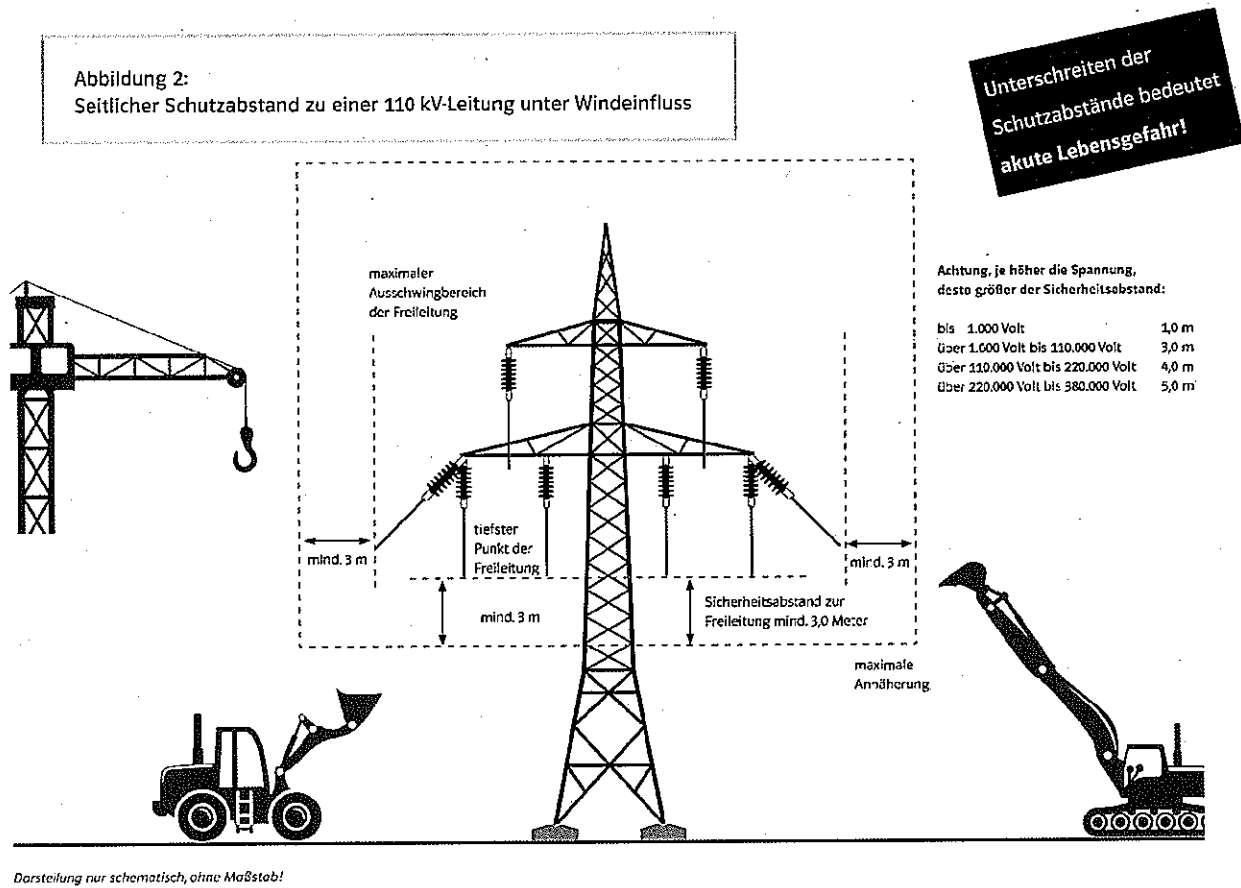 Abbildung 2:
Seitlicher Schutzabstand zu einer 110 kV-Leitung unter Windeinfluss
Unterschreiten der
Schutzabstände bedeutet
akute Lebensgefahr!
maximaler
Ausschwingbereich
der Freileitung
Achtung, je höher die Spannung,
desto größer der Sicherheitsabstand:
bis 1.000 Volt 1,0 m
über 1.000 Volt bis 110.000 Volt 3,0 m
über 110.000 Volt bis 220.000 Volt 4,0 m
über 220.000 Volt bis 380.000 Volt 5,0 m
mind. 3 m
tiefster
Punkt der
Freileitung
mind. 3 m
mind. 3 m
Sicherheitsabstand zur
Freileitung mind. 3,0 Meter
maximale
Annäherung
Darstellung nur schematisch, ohne Maßstab!